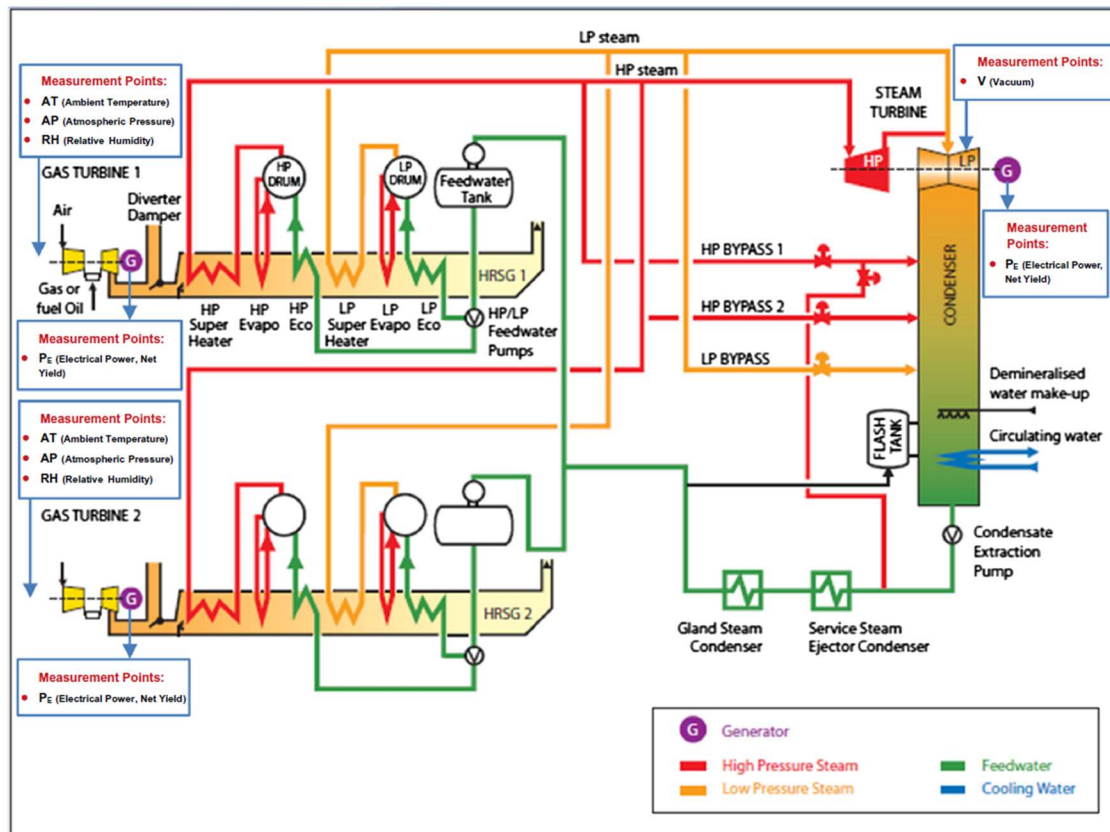 LP steam
HP steam
Measurement Points:
• AT (Ambient Temperature)
• AP (Atmospheric Pressure)
• RH (Relative Humidity)
Measurement Points:
• V (Vacuum)
STEAM
TURBINE
GAS TURBINE 1
Air
Diverter
Damper
HP
DRUM
LP
DRUM
Feedwater
Tank
HP
LP
G
G
Gas or
fuel Oil
HRSG 1
HP
Super
Heater
HP
Evapo
HP
Eco
LP
Super
Heater
LP
Evapo
LP
Eco
HP/LP
Feedwater
Pumps
V
Measurement
Points:
• PE (Electrical Power,
Net Yield)
HP BYPASS 1
HP BYPASS 2
LP BYPASS
CONDENSER
Measurement Points:
• PE (Electrical Power, Net
Yield)
Demineralised
water make-up
FLASH
TANK
Circulating water
Measurement Points:
• AT (Ambient Temperature)
• AP (Atmospheric Pressure)
• RH (Relative Humidity)
GAS TURBINE 2
G
HRSG 2
V
V
Condensate
Extraction
Pump
Gland Steam
Condenser
Service Steam
Ejector Condenser
Measurement Points:
• PE (Electrical Power, Net Yield)
G Generator
High Pressure Steam
Low Pressure Steam
Feedwater
Cooling Water